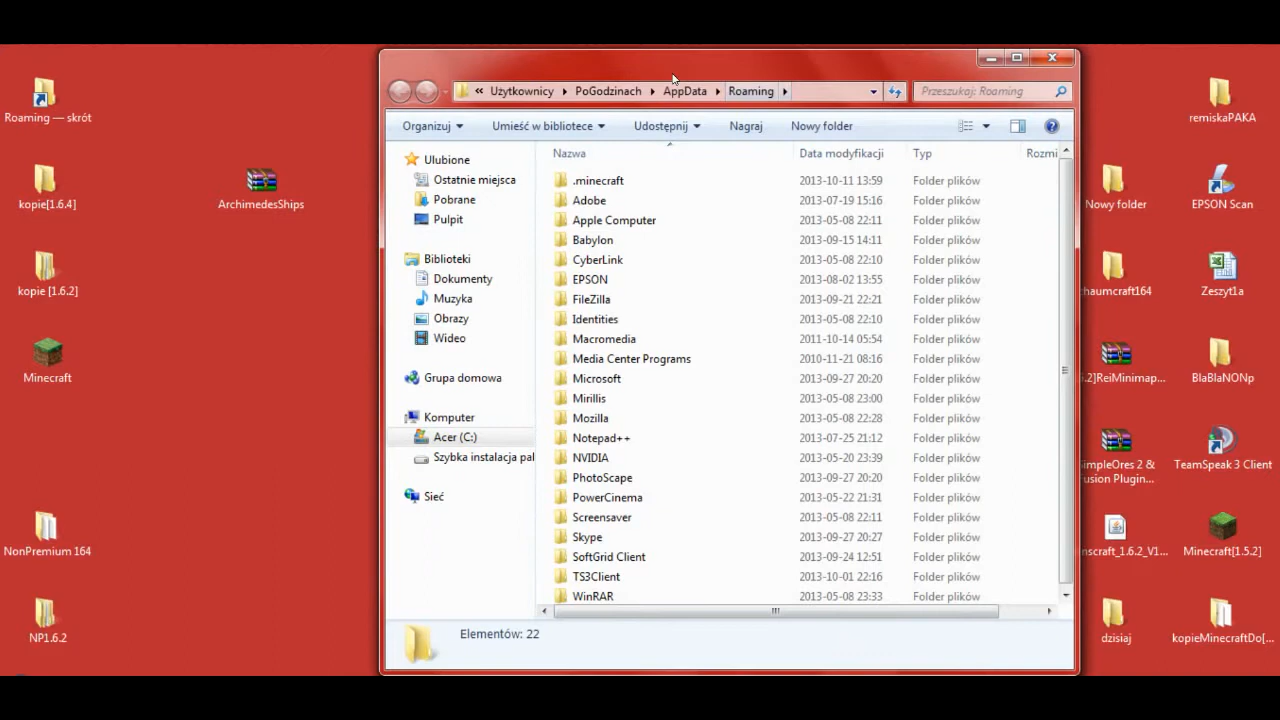 Roaming — skrót
kopie[1.6.4]
kopie [1.6.2]
Minecraft
NonPremium 164
NP1.6.2
ArchimedesShips
« Użytkownicy PoGodzinach AppData Roaming
Przeszukaj: Roaming
Organizuj Umieść w bibliotece Udostępnij Nagraj Nowy folder
Ulubione
Ostatnie miejsca
Pobrane
Pulpit
Biblioteki
Dokumenty
Muzyka
Obrazy
Wideo
Grupa domowa
Komputer
Acer (C:)
Szybka instalacja pal
Sieć
Nazwa Data modyfikacji Typ Rozmi
.minecraft 2013-10-11 13:59 Folder plików
Adobe 2013-07-19 15:16 Folder plików
Apple Computer 2013-05-08 22:11 Folder plików
Babylon 2013-09-15 14:11 Folder plików
CyberLink 2013-05-08 22:10 Folder plików
EPSON 2013-08-02 13:55 Folder plików
FileZilla 2013-09-21 22:21 Folder plików
Identities 2013-05-08 22:10 Folder plików
Macromedia 2011-10-14 05:54 Folder plików
Media Center Programs 2010-11-21 08:16 Folder plików
Microsoft 2013-09-27 20:20 Folder plików
Mirillis 2013-05-08 23:00 Folder plików
Mozilla 2013-05-08 22:28 Folder plików
Notepad++ 2013-07-25 21:12 Folder plików
NVIDIA 2013-05-20 23:39 Folder plików
PhotoScape 2013-09-27 20:20 Folder plików
PowerCinema 2013-05-22 21:31 Folder plików
Screensaver 2013-05-08 22:11 Folder plików
Skype 2013-09-27 20:27 Folder plików
SoftGrid Client 2013-09-24 12:51 Folder plików
TS3Client 2013-10-01 22:16 Folder plików
WinRAR 2013-05-08 23:33 Folder plików
Elementów: 22
remiskaPAKA
Nowy folder
EPSON Scan
haumcraft164
Zeszyt1a
.2]ReiMinimap...
BlaBlaNONp
impleOres 2 &
usion Plugin...
TeamSpeak 3 Client
nscraft_1.6.2_V1...
Minecraft[1.5.2]
dzisiaj
kopieMinecraftDo[...